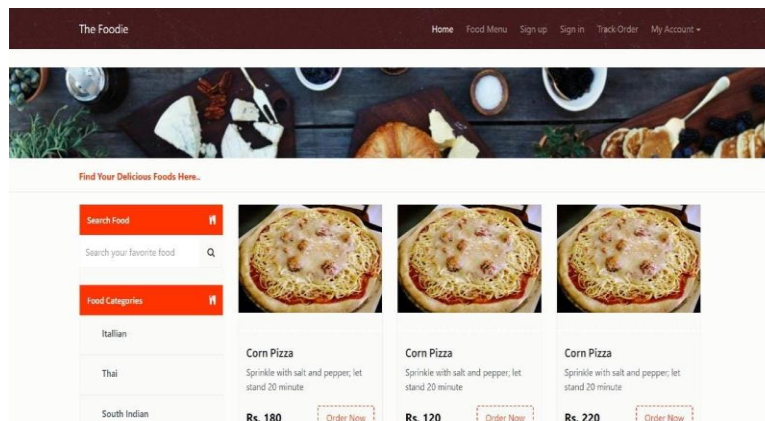 The Foodie
Home Food Menu Sign up Sign in Track Order My Account
Find Your Delicious Foods Here..
Search Food
Search your favorite food
Food Categories
Itallian
Thai
South Indian
Corn Pizza
Sprinkle with salt and pepper; let
stand 20 minute
Rs. 180 Order Now
Corn Pizza
Sprinkle with salt and pepper; let
stand 20 minute
Rs. 120 Order Now
Corn Pizza
Sprinkle with salt and pepper; let
stand 20 minute
Rs. 220 Order Now